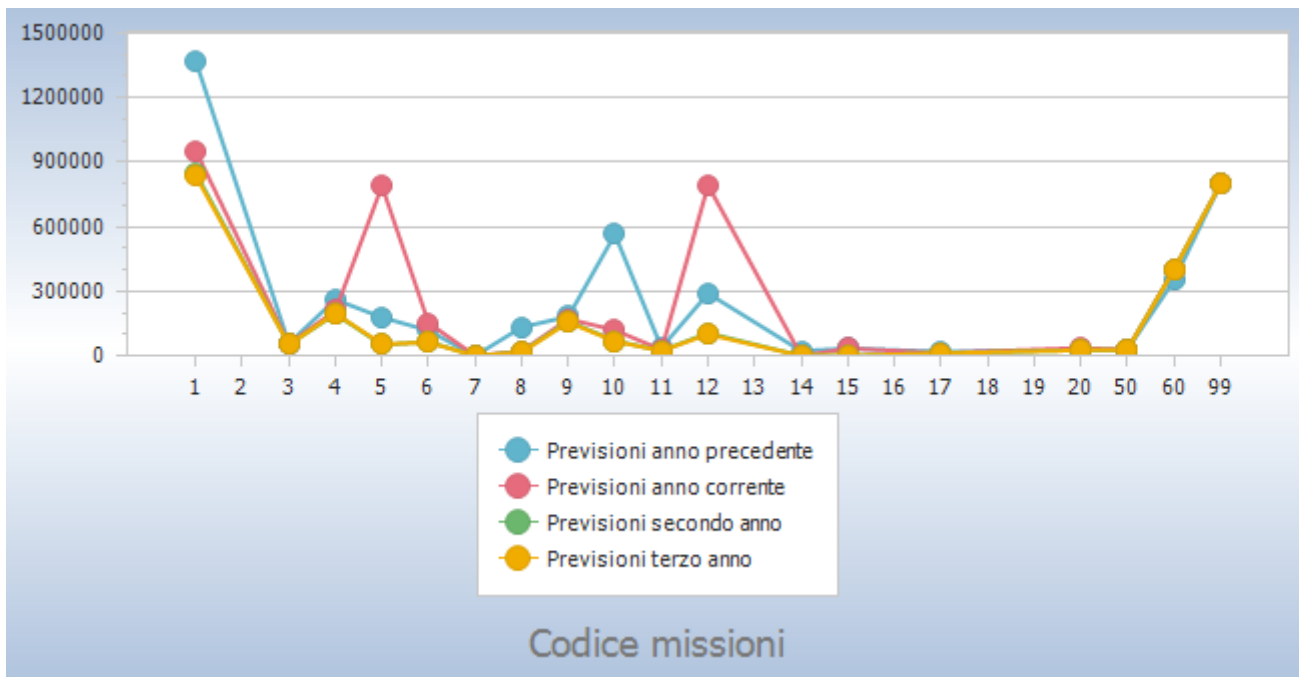 1500000
1200000
900000
600000
300000
0
1 2 3 4 5 6 7 8 9 10 11 12 13 14 15 16 17 18 19 20 50 60 99
Previsioni anno precedente
Previsioni anno corrente
Previsioni secondo anno
Previsioni terzo anno
Codice missioni